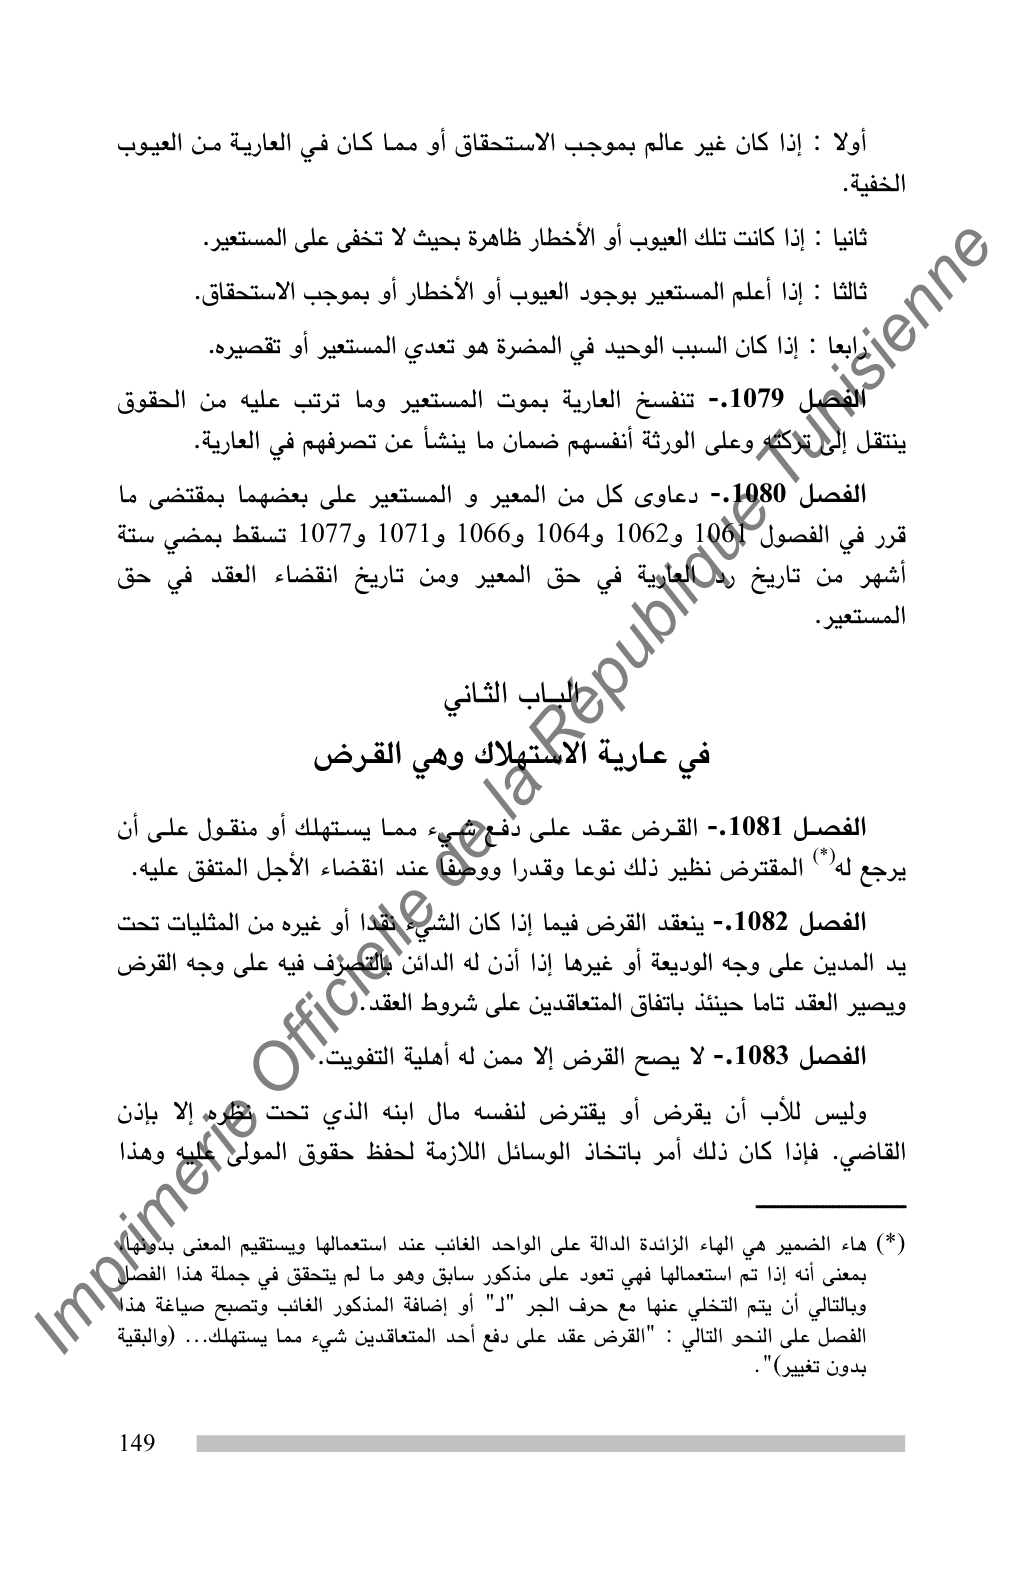 أولا : إذا كان غير عالم بموجب الاستحقاق أو مما كان في العارية من العيوب
الخفية.
ثانيا : إذا كانت تلك العيوب أو الأخطار ظاهرة بحيث لا تخفى على المستعير.
ثالثا : إذا أعلم المستعير بوجود العيوب أو الأخطار أو بموجب الاستحقاق.
رابعا : إذا كان السبب الوحيد في المضرة هو تعدي المستعير أو تقصيره.
الفصل 1079.- تنفسخ العارية بموت المستعير وما ترتب عليه من الحقوق
ينتقل إلى تركته وعلى الورثة أنفسهم ضمان ما ينشأ عن تصرفهم في العارية.
الفصل 1080.- دعاوى كل من المعير و المستعير على بعضهما بمقتضى ما
قرر في الفصول 1061 و1062 و1064 و1066 و1071 و1077 تسقط بمضي ستة
أشهر من تاريخ رد العارية في حق المعير ومن تاريخ انقضاء العقد في حق
المستعير.
الباب الثاني
في عارية الاستهلاك وهي القرض
الفصل 1081.- القرض عقد على دفع شيء مما يستهلك أو منقول على أن
يرجع له(*) المقترض نظير ذلك نوعا وقدرا ووصفا عند انقضاء الأجل المتفق عليه.
الفصل 1082.- ينعقد القرض فيما إذا كان الشيء نقدا أو غيره من المثليات تحت
يد المدين على وجه الوديعة أو غيرها إذا أذن له الدائن بالتصرف فيه على وجه القرض
ويصير العقد تاما حينئذ باتفاق المتعاقدين على شروط العقد.
الفصل 1083.- لا يصح القرض إلا ممن له أهلية التفويت.
وليس للأب أن يقرض أو يقترض لنفسه مال ابنه الذي تحت نظره إلا بإذن
القاضي. فإذا كان ذلك أمر باتخاذ الوسائل اللازمة لحفظ حقوق المولى عليه وهذا
(*) هاء الضمير هي الهاء الزائدة الدالة على الواحد الغائب عند استعمالها ويستقيم المعنى بدونها،
بمعنى أنه إذا تم استعمالها فهي تعود على مذكور سابق وهو ما لم يتحقق في جملة هذا الفصل
وبالتالي أن يتم التخلي عنها مع حرف الجر "لـ" أو إضافة المذكور الغائب وتصبح صياغة هذا
الفصل على النحو التالي : "القرض عقد على دفع أحد المتعاقدين شيء مما يستهلك... (والبقية
بدون تغيير)".
149
Imprimerie Officielle de la République Tunisienne